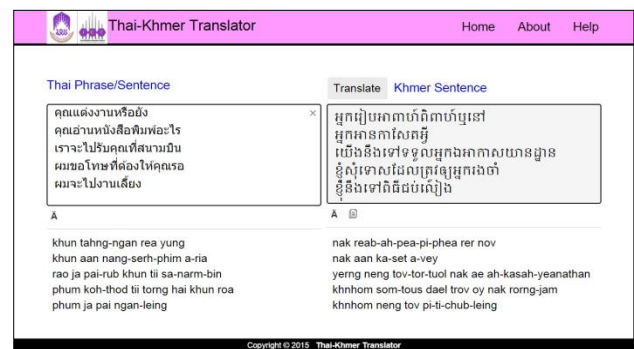 Thai-Khmer Translator
Home About Help
Thai Phrase/Sentence
คุณแต่งงานหรือยัง
คุณอ่านหนังสือพิมพ์อะไร
เราจะไปรับคุณที่สนามบิน
ผมขอโทษที่ต้องให้คุณรอ
ผมจะไปงานเลี้ยง
×
Ä
khun tahng-ngan rea yung
khun aan nang-serh-phim a-ria
rao ja pai-rub khun tii sa-narm-bin
phum koh-thod tii torng hai khun roa
phum ja pai ngan-leing
Translate Khmer Sentence
អ្នករៀបអាពាហ៍ពិពាហ៍ឬនៅ
អ្នកអានកាសែតអ្វី
យើងនឹងទៅទទួលអ្នកឯអាកាសយានដ្ឋាន
ខ្ញុំសុំទោសដែលត្រូវឲ្យអ្នករងចាំ
ខ្ញុំនឹងទៅពិធីជប់លៀង
Ä
nak reab-ah-pea-pi-phea rer nov
nak aan ka-set a-vey
yerng neng tov-tor-tuol nak ae ah-kasah-yeanathan
khnhom som-tous dael trov oy nak rorng-jam
khnhom neng tov pi-ti-chub-leing
Copyright © 2015 Thai-Khmer Translator